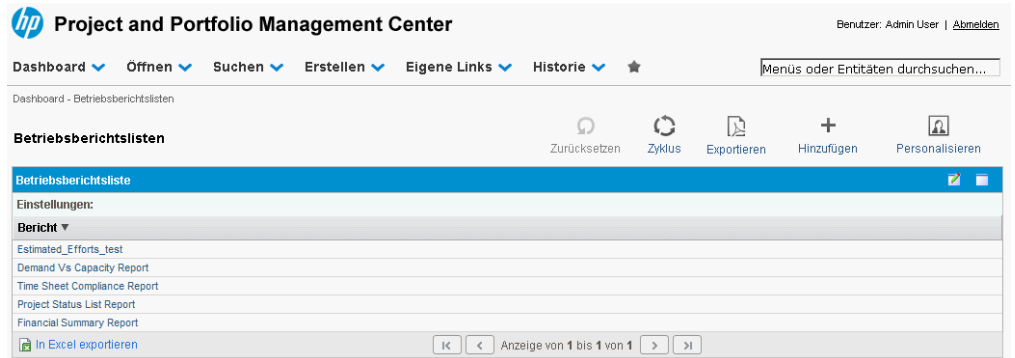 hp Project and Portfolio Management Center
Benutzer: Admin User | Abmelden
Dashboard Öffnen Suchen Erstellen Eigene Links Historie
Menüs oder Entitäten durchsuchen...
Dashboard - Betriebsberichtslisten
Betriebsberichtslisten
Zurücksetzen Zyklus Exportieren Hinzufügen Personalisieren
Betriebsberichtsliste
Einstellungen:
Bericht
Estimated_Efforts_test
Demand Vs Capacity Report
Time Sheet Compliance Report
Project Status List Report
Financial Summary Report
In Excel exportieren
Anzeige von 1 bis 1 von 1